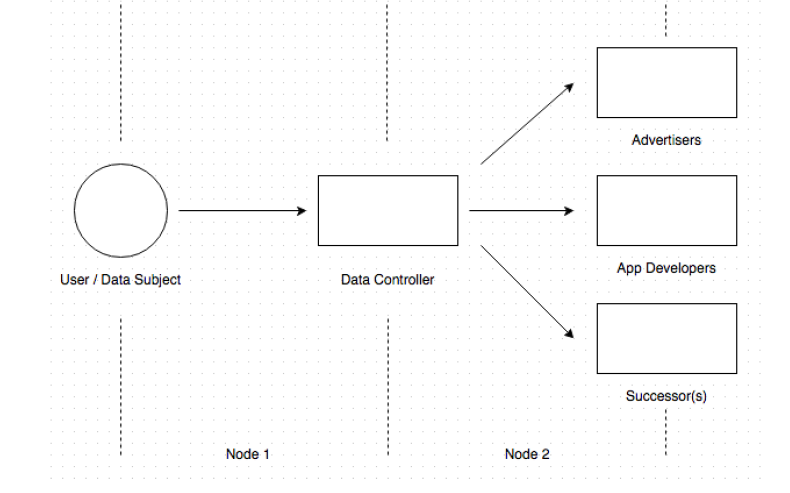 Advertisers
User / Data Subject
Data Controller
App Developers
Successor(s)
Node 1
Node 2